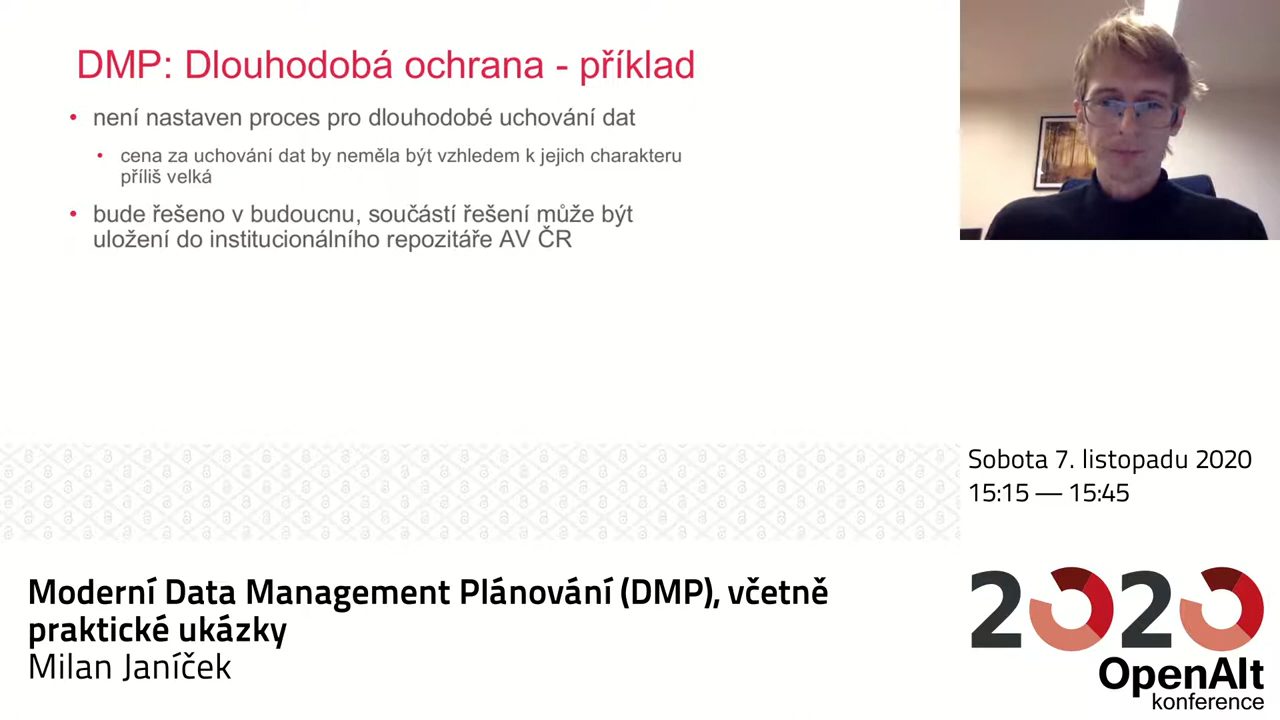 DMP: Dlouhodobá ochrana - příklad
• není nastaven proces pro dlouhodobé uchování dat
• cena za uchování dat by neměla být vzhledem k jejich charakteru
příliš velká
• bude řešeno v budoucnu, součástí řešení může být
uložení do institucionálního repozitáře AV ČR
Sobota 7. listopadu 2020
15:15 — 15:45
Moderní Data Management Plánování (DMP), včetně
praktické ukázky
Milan Janíček
2020
OpenAlt
konference